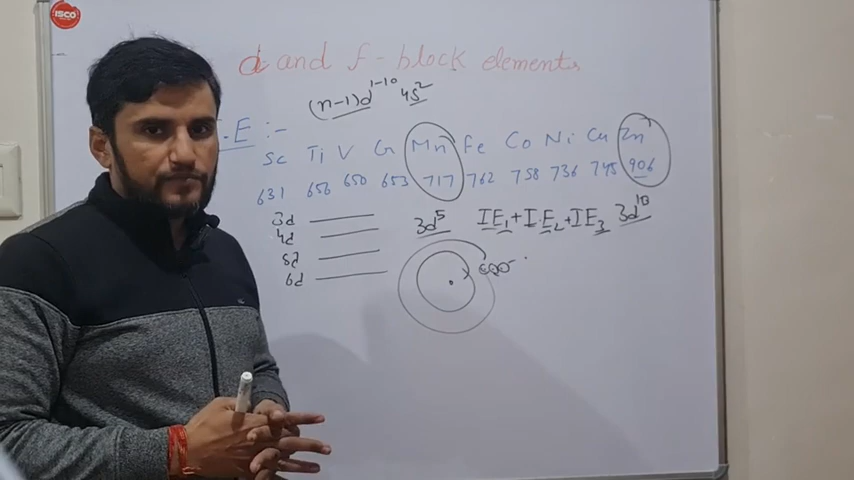 ISCO
d and f-block elements
(n-1)d¹⁻¹⁰ 4s²
.E :-
Sc Ti V Cr Mn Fe Co Ni Cu Zn
631 656 650 653 717 762 758 736 745 906
3d
4d
5d
6d
3d⁵ IE₁+IE₂+IE₃ 3d¹⁰